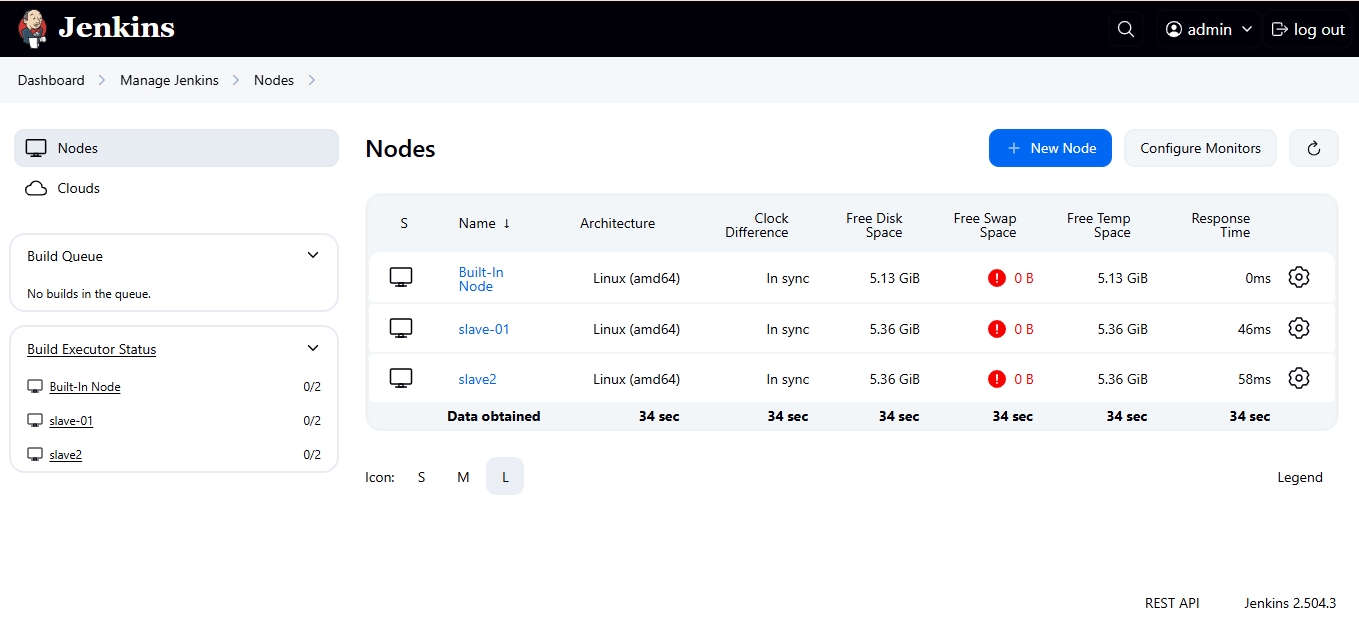 Jenkins
admin
log out
Dashboard
Manage Jenkins
Nodes
Nodes
Clouds
Build Queue
No builds in the queue.
Build Executor Status
Built-In Node 0/2
slave-01 0/2
slave2 0/2
Nodes
+ New Node
Configure Monitors
S Name ↓ Architecture Clock Difference Free Disk Space Free Swap Space Free Temp Space Response Time
Built-In Node Linux (amd64) In sync 5.13 GiB ! 0 B 5.13 GiB 0ms
slave-01 Linux (amd64) In sync 5.36 GiB ! 0 B 5.36 GiB 46ms
slave2 Linux (amd64) In sync 5.36 GiB ! 0 B 5.36 GiB 58ms
Data obtained 34 sec 34 sec 34 sec 34 sec 34 sec 34 sec
Icon: S M L
Legend
REST API
Jenkins 2.504.3